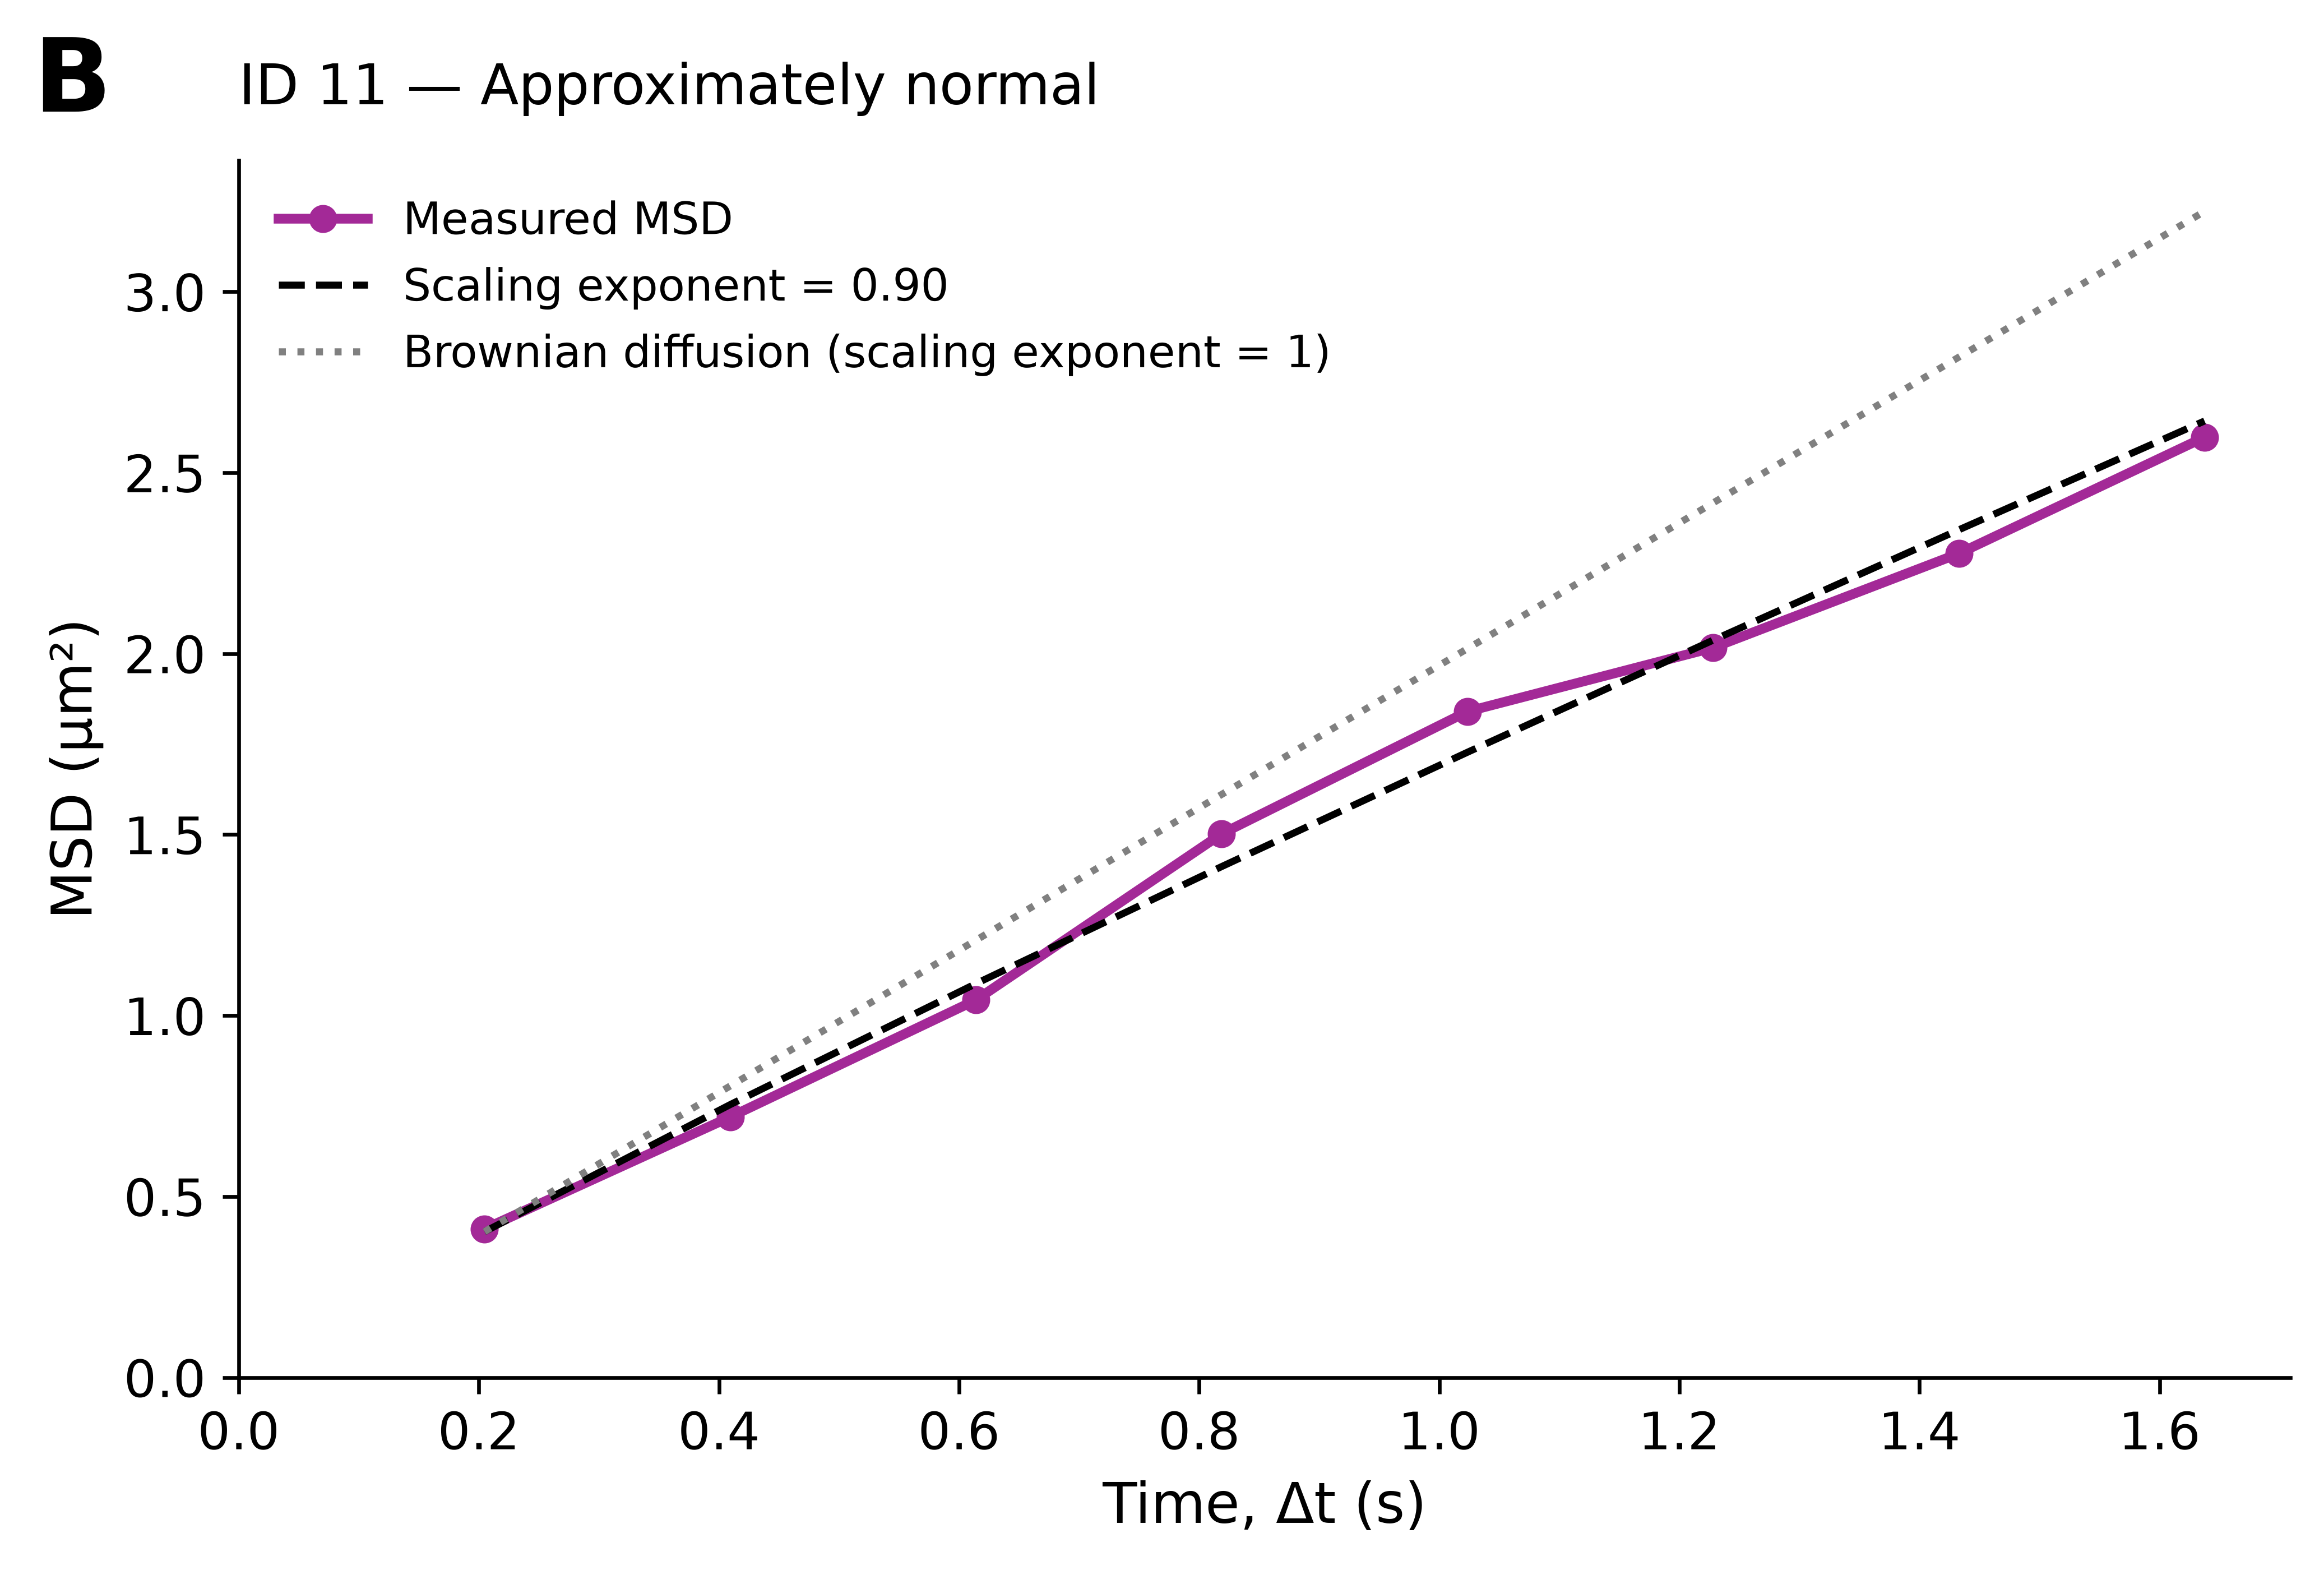 B
ID 11 — Approximately normal
Measured MSD
Scaling exponent = 0.90
Brownian diffusion (scaling exponent = 1)
MSD (µm²)
3.0
2.5
2.0
1.5
1.0
0.5
0.0
0.0 0.2 0.4 0.6 0.8 1.0 1.2 1.4 1.6
Time, Δt (s)